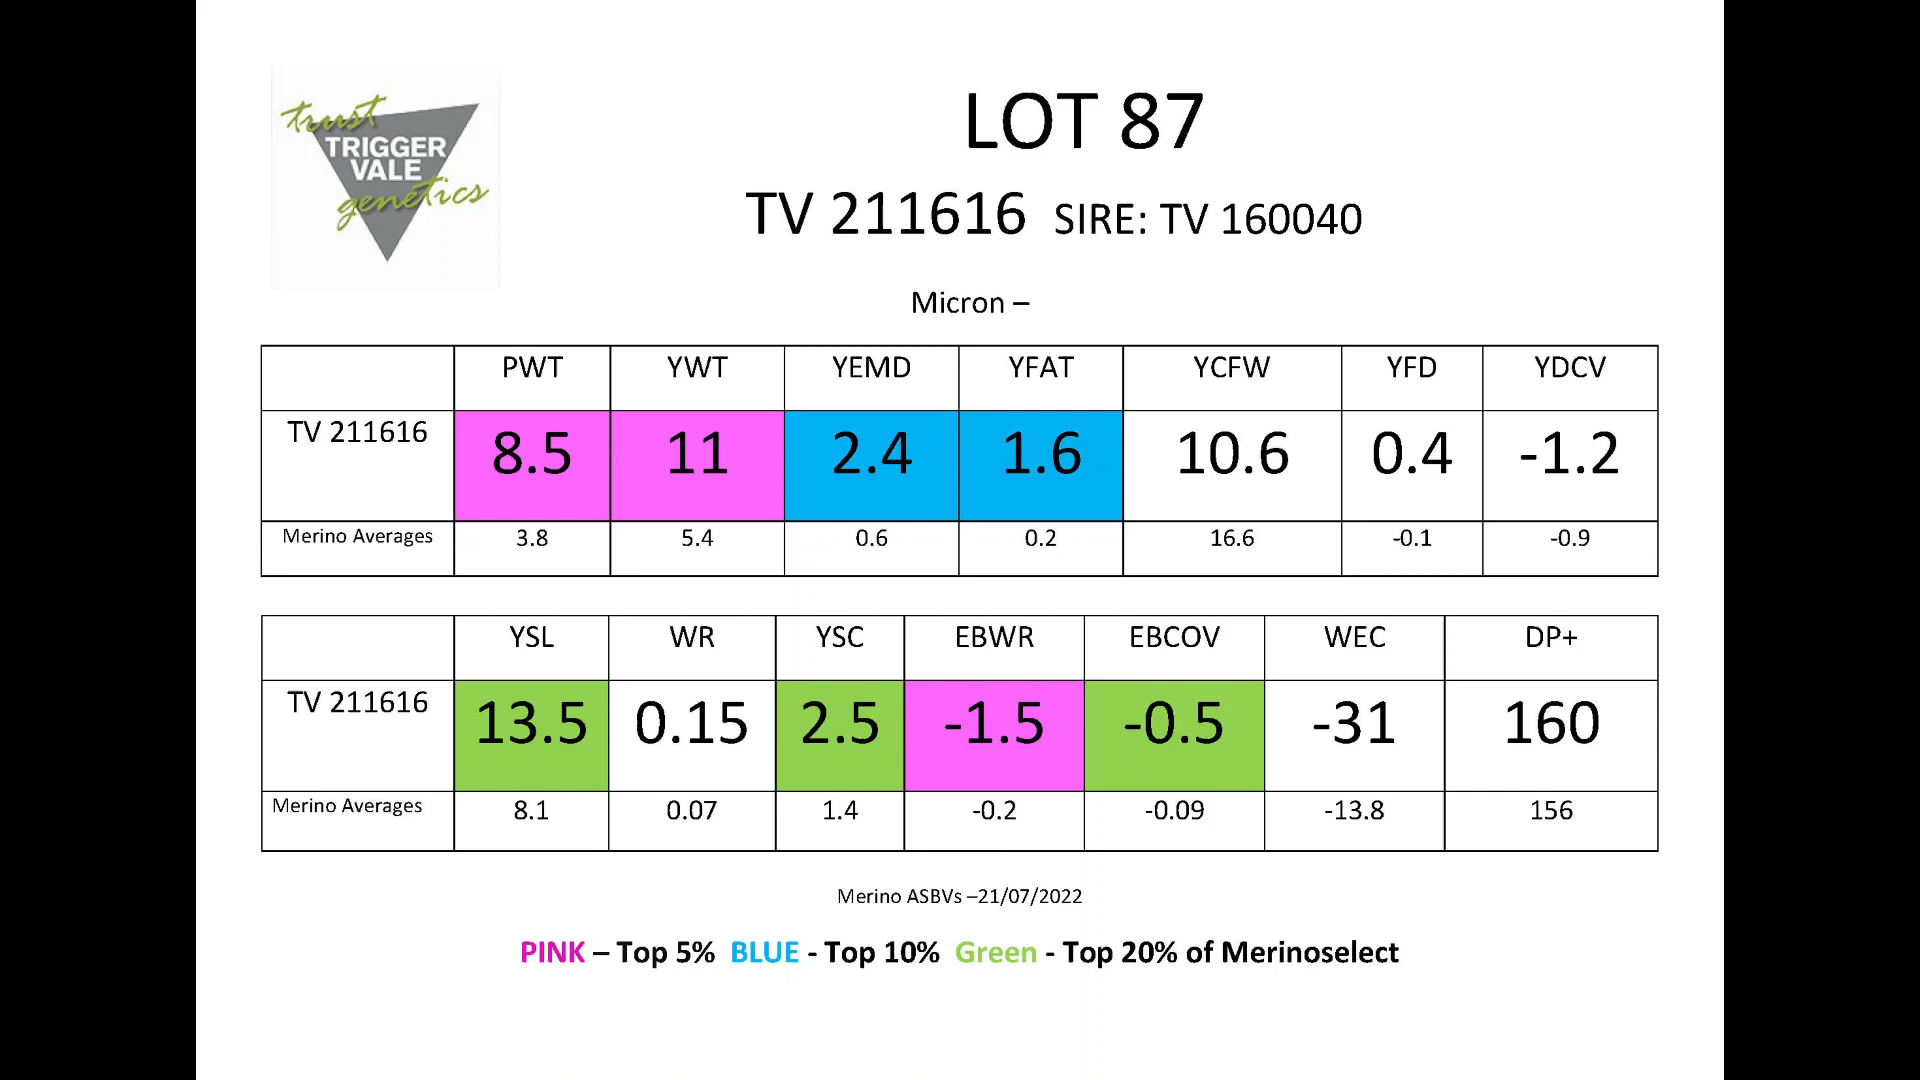 trust
TRIGGER
VALE
genetics
LOT 87
TV 211616 SIRE: TV 160040
Micron –
PWT YWT YEMD YFAT YCFW YFD YDCV
TV 211616 8.5 11 2.4 1.6 10.6 0.4 -1.2
Merino Averages 3.8 5.4 0.6 0.2 16.6 -0.1 -0.9
YSL WR YSC EBWR EBCOV WEC DP+
TV 211616 13.5 0.15 2.5 -1.5 -0.5 -31 160
Merino Averages 8.1 0.07 1.4 -0.2 -0.09 -13.8 156
Merino ASBVs –21/07/2022
PINK – Top 5% BLUE - Top 10% Green - Top 20% of Merinoselect